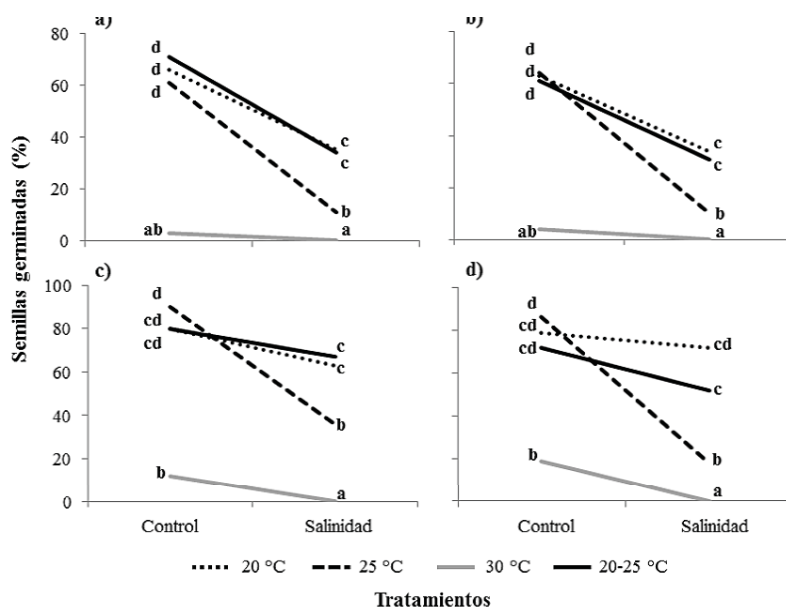 a)
b)
80
60
40
20
0
d
d
d
c
c
b
ab
a
d
d
d
c
c
b
ab
a
Semillas germinadas (%)
c)
d)
100
80
60
40
20
0
d
cd
cd
c
c
b
b
a
d
cd
cd
cd
c
b
b
a
Control
Salinidad
Control
Salinidad
20 °C
25 °C
30 °C
20-25 °C
Tratamientos